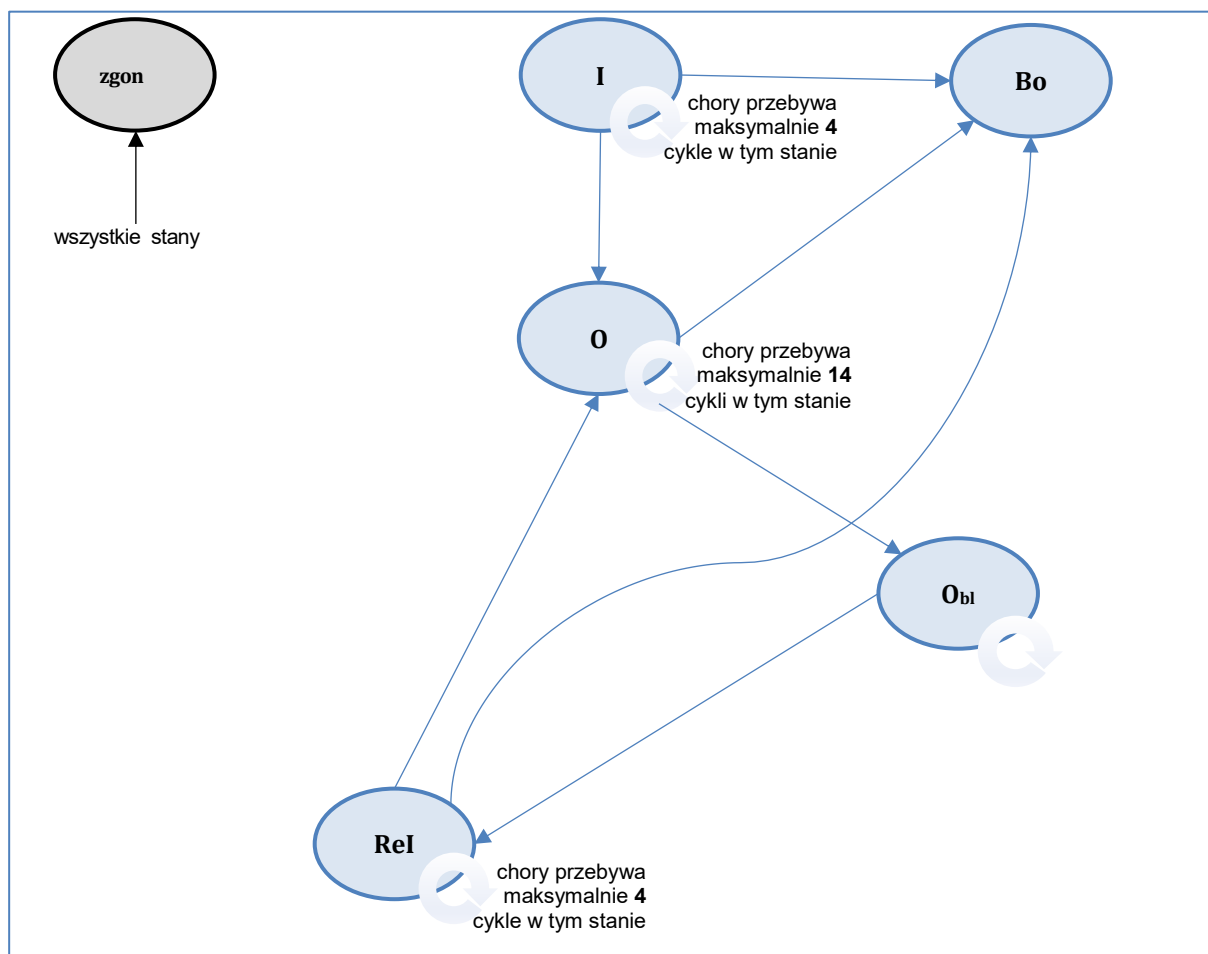 zgon
I
Bo
chory przebywa
maksymalnie 4
cykle w tym stanie
wszystkie stany
O
chory przebywa
maksymalnie 14
cykli w tym stanie
Obl
ReI
chory przebywa
maksymalnie 4
cykle w tym stanie